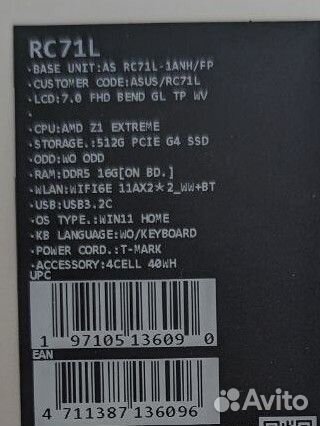 RC71L
·BASE UNIT:AS RC71L-1ANH/FP
·CUSTOMER CODE:ASUS/RC71L
·LCD:7.0 FHD BEND GL TP WV
·
·CPU:AMD Z1 EXTREME
·STORAGE.:512G PCIE G4 SSD
·ODD:WO ODD
·RAM:DDR5 16G[ON BD.]
·WLAN:WIFI6E 11AX2*2_WW+BT
·USB:USB3.2C
·OS TYPE.:WIN11 HOME
·KB LANGUAGE:WO/KEYBOARD
·POWER CORD.:T-MARK
·ACCESSORY:4CELL 40WH
UPC
1 97105 13609 0
EAN
4 711387 136096
Avito